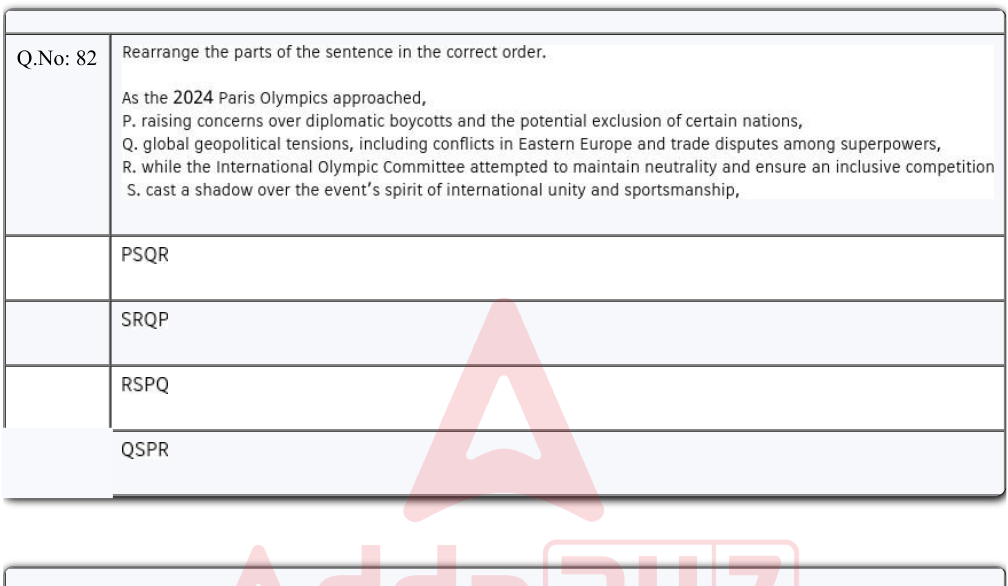 Q.No: 82
Rearrange the parts of the sentence in the correct order.
As the 2024 Paris Olympics approached,
P. raising concerns over diplomatic boycotts and the potential exclusion of certain nations,
Q. global geopolitical tensions, including conflicts in Eastern Europe and trade disputes among superpowers,
R. while the International Olympic Committee attempted to maintain neutrality and ensure an inclusive competition
S. cast a shadow over the event's spirit of international unity and sportsmanship,
PSQR
SRQP
RSPQ
QSPR